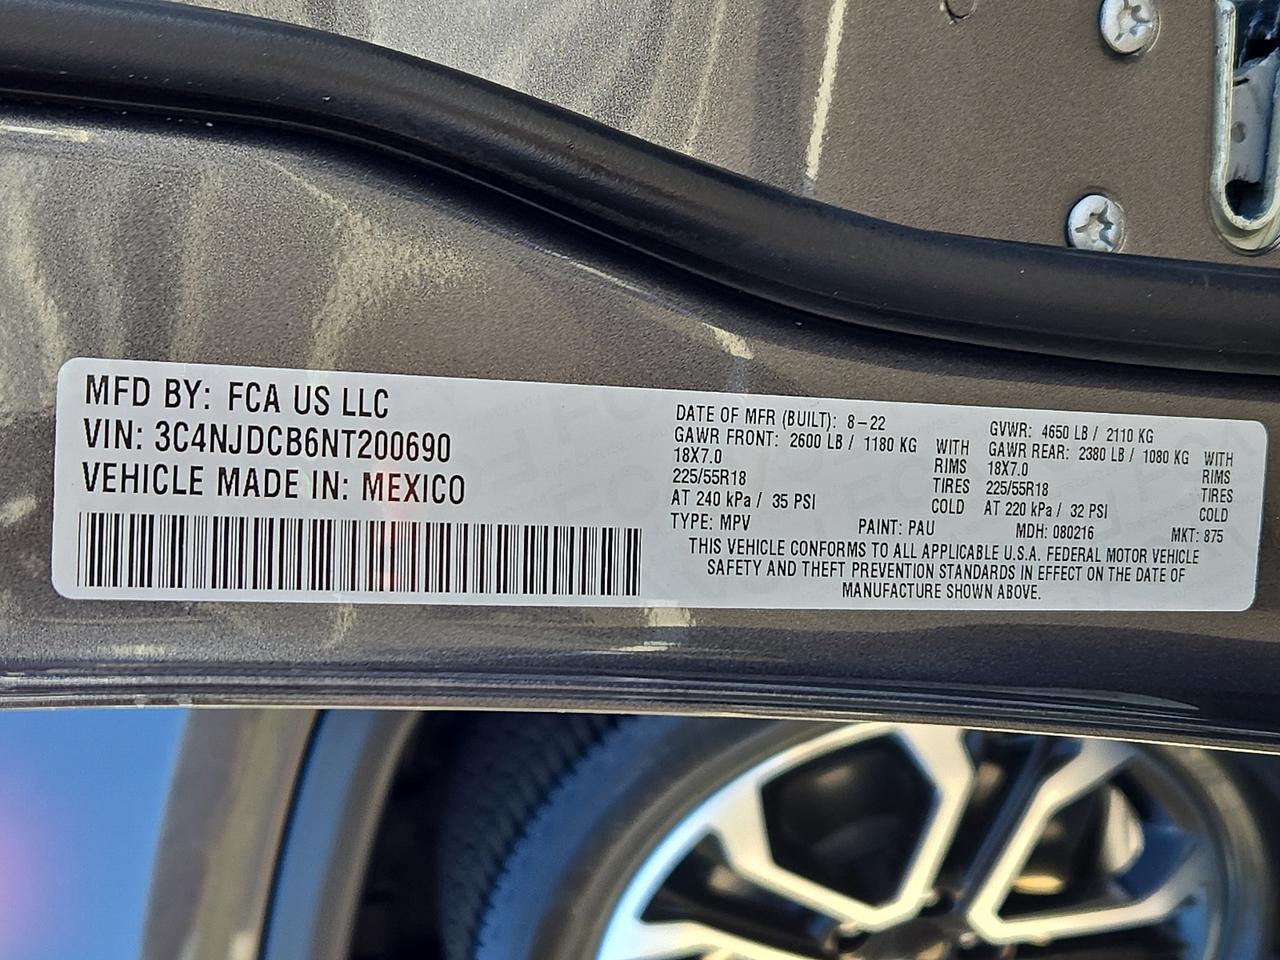 MFD BY: FCA US LLC
VIN: 3C4NJDCB6NT200690
VEHICLE MADE IN: MEXICO
DATE OF MFR (BUILT): 8-22
GAWR FRONT: 2600 LB / 1180 KG WITH
18X7.0 RIMS
225/55R18 TIRES
AT 240 kPa / 35 PSI COLD
GVWR: 4650 LB / 2110 KG
GAWR REAR: 2380 LB / 1080 KG WITH
18X7.0 RIMS
225/55R18 TIRES
AT 220 kPa / 32 PSI COLD
TYPE: MPV PAINT: PAU MDH: 080216 MKT: 875
THIS VEHICLE CONFORMS TO ALL APPLICABLE U.S.A. FEDERAL MOTOR VEHICLE
SAFETY AND THEFT PREVENTION STANDARDS IN EFFECT ON THE DATE OF
MANUFACTURE SHOWN ABOVE.